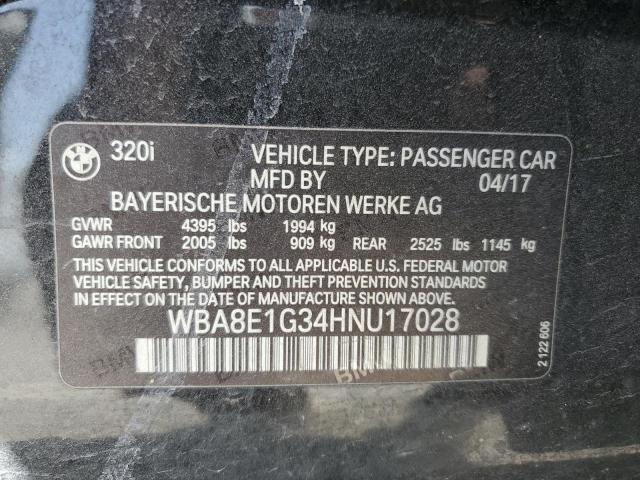 320i VEHICLE TYPE: PASSENGER CAR
MFD BY 04/17
BAYERISCHE MOTOREN WERKE AG
GVWR 4395 lbs 1994 kg
GAWR FRONT 2005 lbs 909 kg REAR 2525 lbs 1145 kg
THIS VEHICLE CONFORMS TO ALL APPLICABLE U.S. FEDERAL MOTOR
VEHICLE SAFETY, BUMPER AND THEFT PREVENTION STANDARDS
IN EFFECT ON THE DATE OF MANUFACTURE SHOWN ABOVE.
WBA8E1G34HNU17028
2 122 606